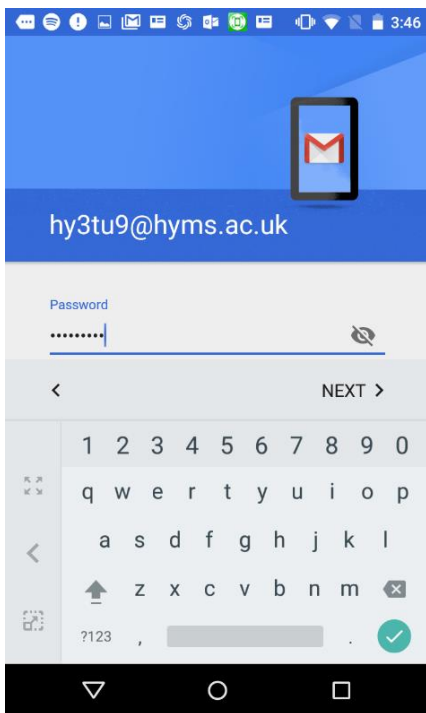 3:46
hy3tu9@hyms.ac.uk
Password
•••••••••
NEXT
1 2 3 4 5 6 7 8 9 0
q w e r t y u i o p
a s d f g h j k l
z x c v b n m
?123 , .